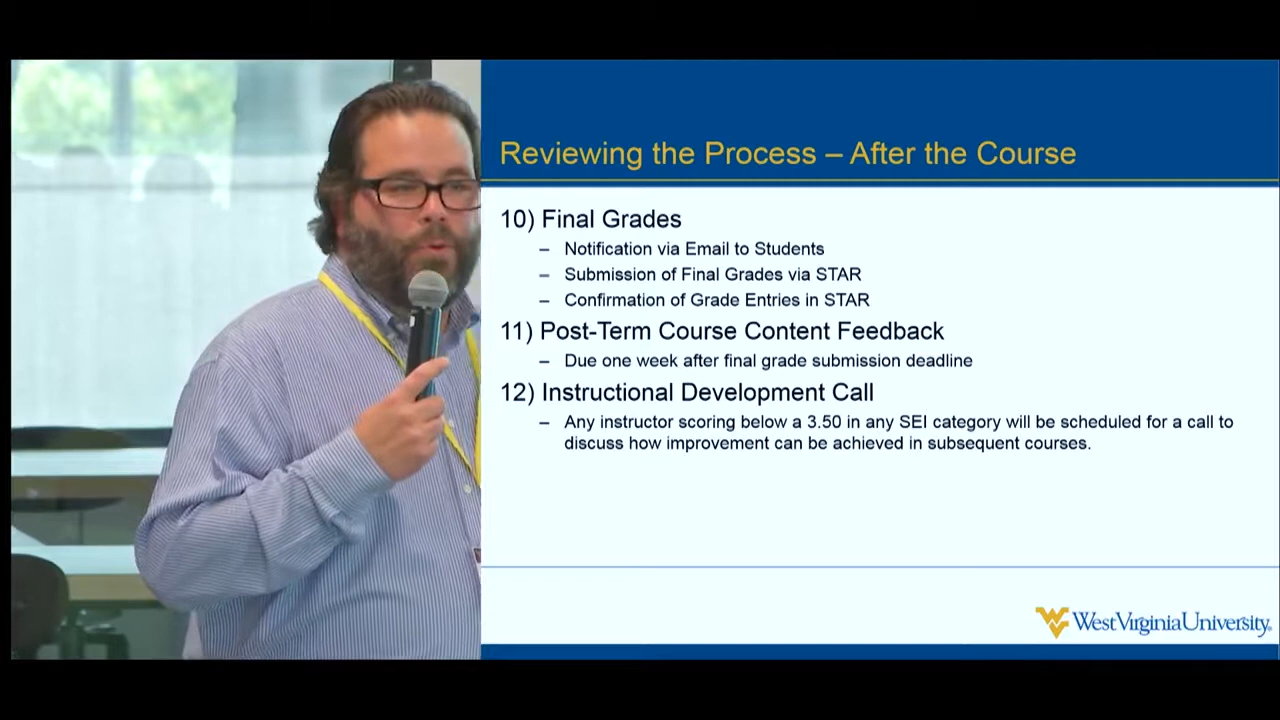 Reviewing the Process – After the Course
10) Final Grades
– Notification via Email to Students
– Submission of Final Grades via STAR
– Confirmation of Grade Entries in STAR
11) Post-Term Course Content Feedback
– Due one week after final grade submission deadline
12) Instructional Development Call
– Any instructor scoring below a 3.50 in any SEI category will be scheduled for a call to
discuss how improvement can be achieved in subsequent courses.
WestVirginiaUniversity.